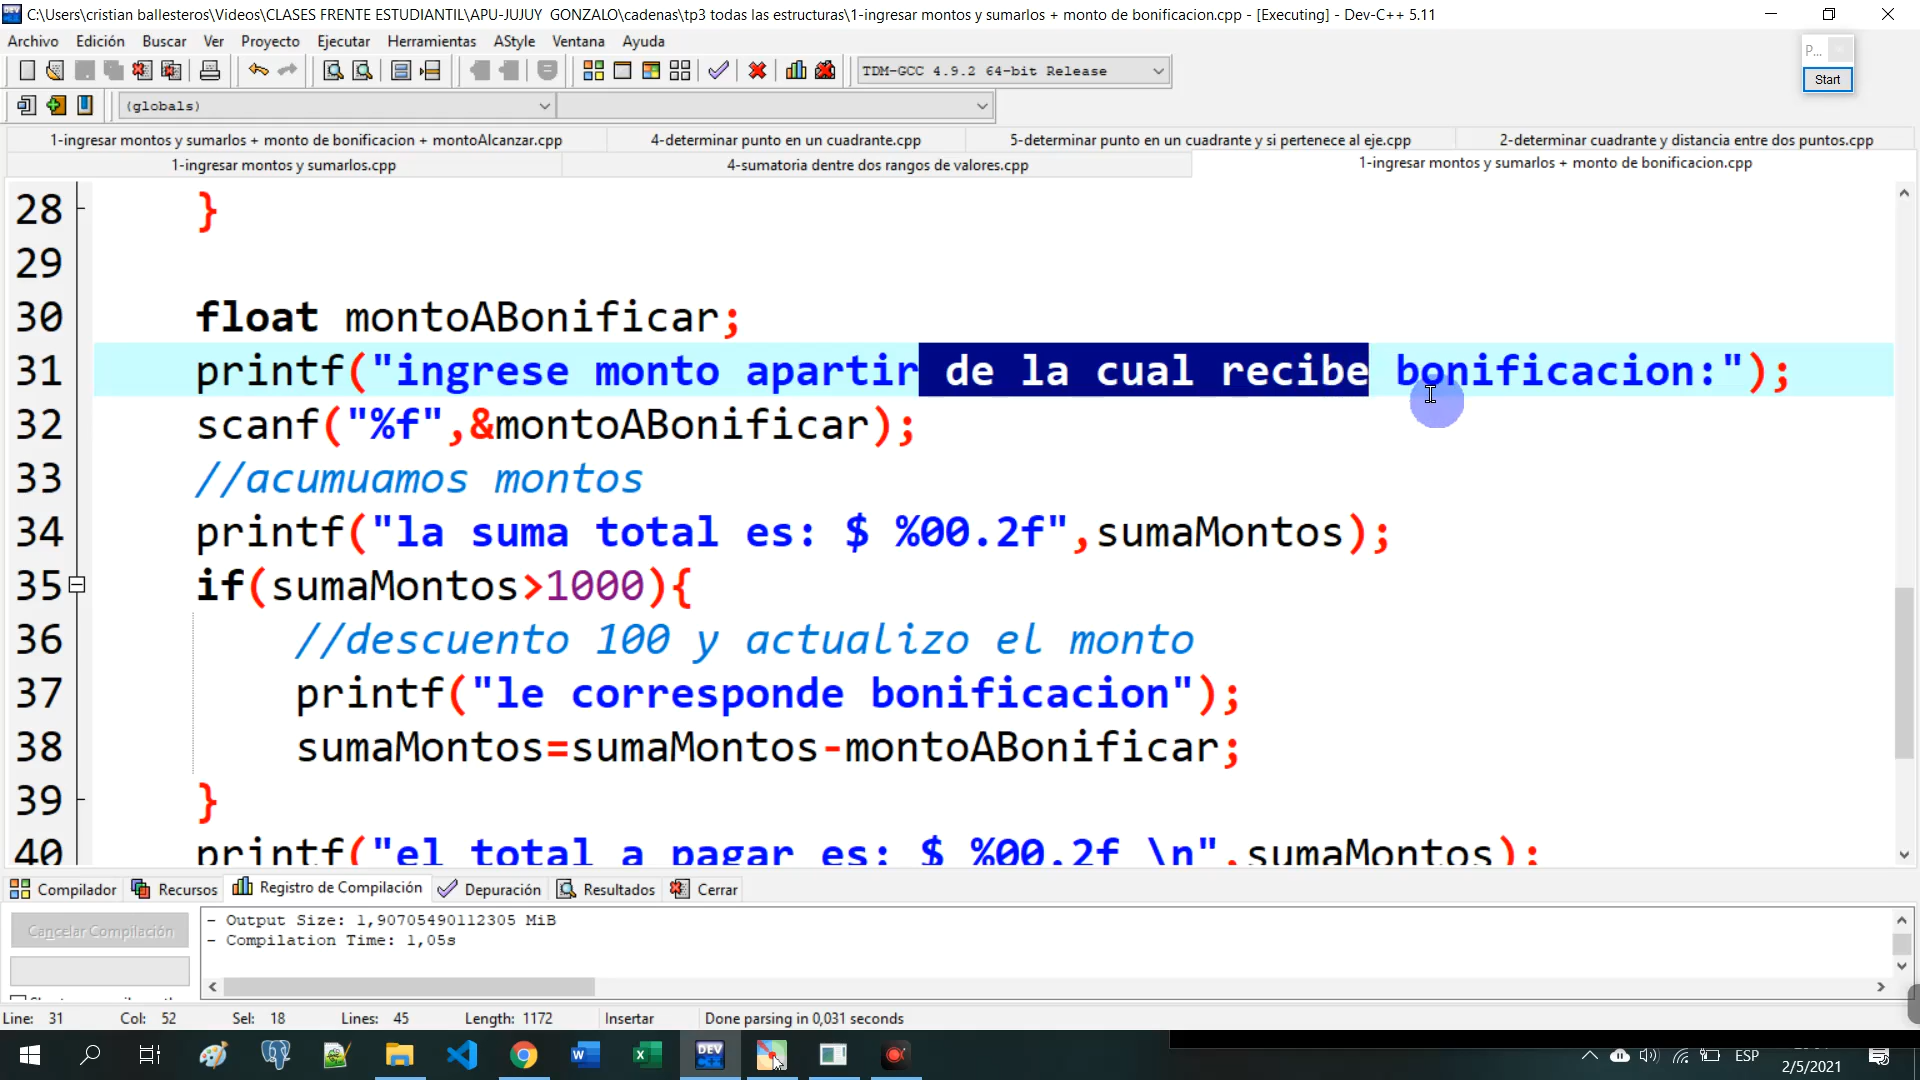 C:\Users\cristian ballesteros\Videos\CLASES FRENTE ESTUDIANTIL\APU-JUJUY  GONZALO\cadenas\tp3 todas las estructuras\1-ingresar montos y sumarlos + monto de bonificacion.cpp - [Executing] - Dev-C++ 5.11
Archivo Edición Buscar Ver Proyecto Ejecutar Herramientas AStyle Ventana Ayuda
P...
Start
TDM-GCC 4.9.2 64-bit Release
(globals)
1-ingresar montos y sumarlos + monto de bonificacion + montoAlcanzar.cpp 4-determinar punto en un cuadrante.cpp 5-determinar punto en un cuadrante y si pertenece al eje.cpp 2-determinar cuadrante y distancia entre dos puntos.cpp
1-ingresar montos y sumarlos.cpp 4-sumatoria dentre dos rangos de valores.cpp 1-ingresar montos y sumarlos + monto de bonificacion.cpp
28 }
29
30 float montoABonificar;
31 printf("ingrese monto apartir de la cual recibe bonificacion:");
32 scanf("%f",&montoABonificar);
33 //acumuamos montos
34 printf("la suma total es: $ %00.2f",sumaMontos);
35 if(sumaMontos>1000){
36 //descuento 100 y actualizo el monto
37 printf("le corresponde bonificacion");
38 sumaMontos=sumaMontos-montoABonificar;
39 }
40 printf("el total a pagar es: $ %00.2f \n",sumaMontos);
Compilador Recursos Registro de Compilación Depuración Resultados Cerrar
Cancelar Compilación
- Output Size: 1,90705490112305 MiB
- Compilation Time: 1,05s
Line: 31 Col: 52 Sel: 18 Lines: 45 Length: 1172 Insertar Done parsing in 0,031 seconds
DEV C++
ESP
2/5/2021